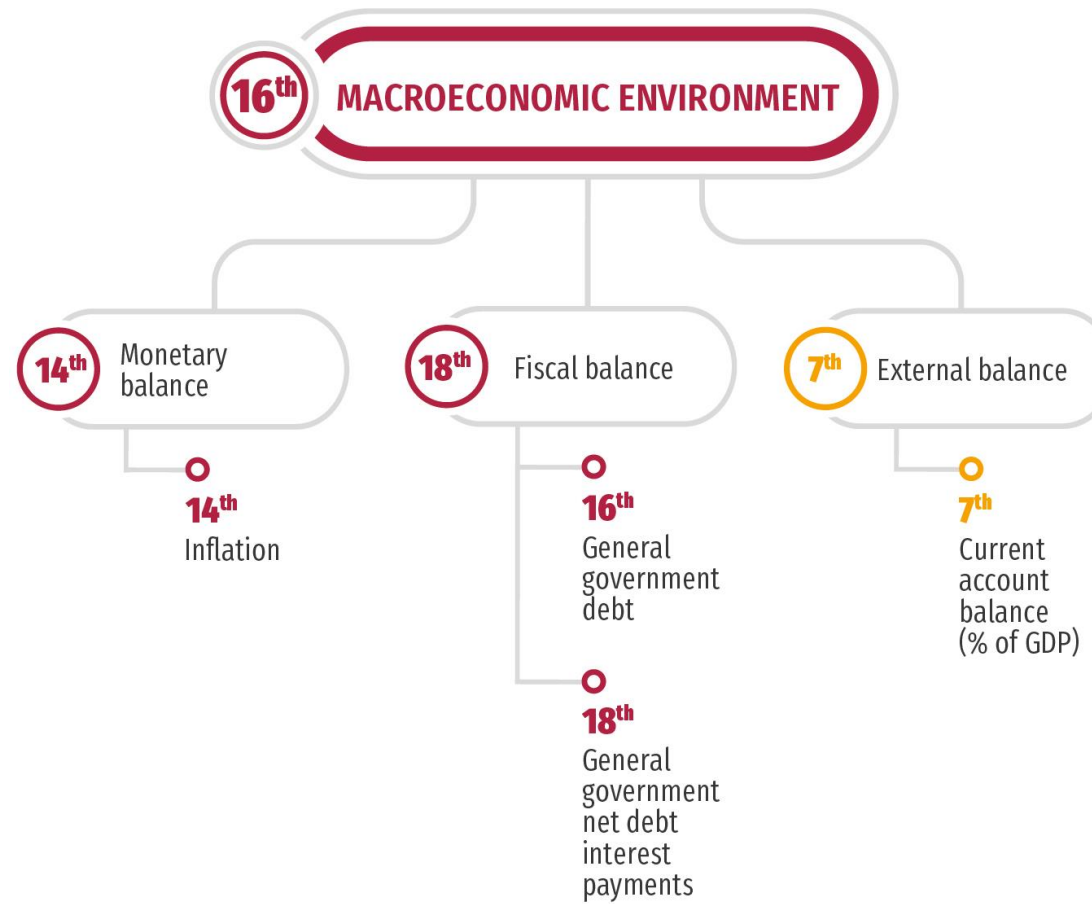 16th MACROECONOMIC ENVIRONMENT
14th Monetary
balance
14th
Inflation
18th Fiscal balance
16th
General
government
debt
18th
General
government
net debt
interest
payments
7th External balance
7th
Current
account
balance
(% of GDP)